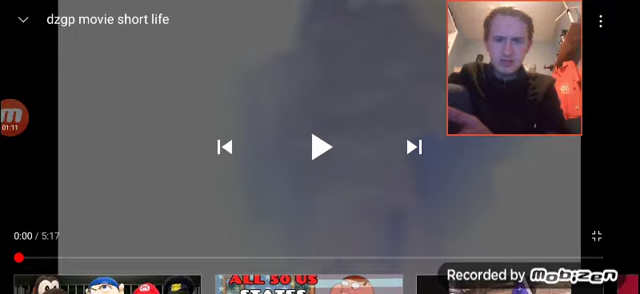 dzgp movie short life
01:11
0:00 / 5:17
ALL 50 US
STATES
Recorded by Mobizen